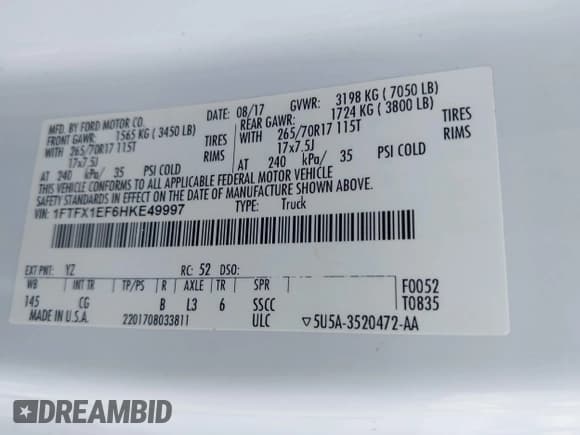 MFD. BY FORD MOTOR CO.
DATE: 08/17 GVWR: 3198 KG ( 7050 LB)
FRONT GAWR: 1565 KG ( 3450 LB) REAR GAWR: 1724 KG ( 3800 LB)
WITH 265/70R17 115T TIRES WITH 265/70R17 115T TIRES
17x7.5J RIMS 17x7.5J RIMS
AT 240 kPa/ 35 PSI COLD AT 240 kPa/ 35 PSI COLD
THIS VEHICLE CONFORMS TO ALL APPLICABLE FEDERAL MOTOR VEHICLE
SAFETY STANDARDS IN EFFECT ON THE DATE OF MANUFACTURE SHOWN ABOVE.
VIN: 1FTFX1EF6HKE49997 TYPE: Truck
EXT PNT: YZ RC: 52 DSO:
WB INT TR TP/PS R AXLE TR SPR F0052
145 CG B L3 6 SSCC T0835
MADE IN U.S.A. 2201708033811 ULC ▽5U5A-3520472-AA
DREAMBID